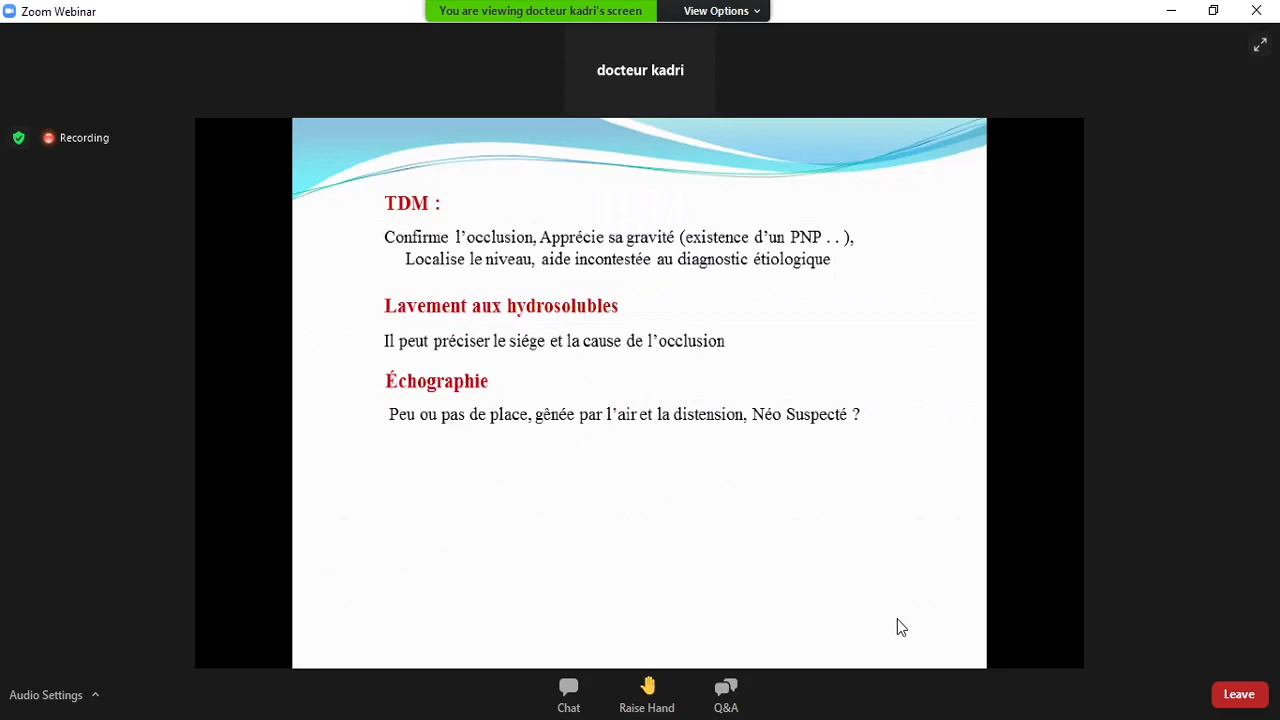 Zoom Webinar
You are viewing docteur kadri's screen
View Options
docteur kadri
Recording
TDM :
Confirme l’occlusion, Apprécie sa gravité (existence d’un PNP . . ),
Localise le niveau, aide incontestée au diagnostic étiologique
Lavement aux hydrosolubles
Il peut préciser le siége et la cause de l’occlusion
Échographie
Peu ou pas de place, gênée par l’air et la distension, Néo Suspecté ?
Audio Settings
Chat
Raise Hand
Q&A
Leave